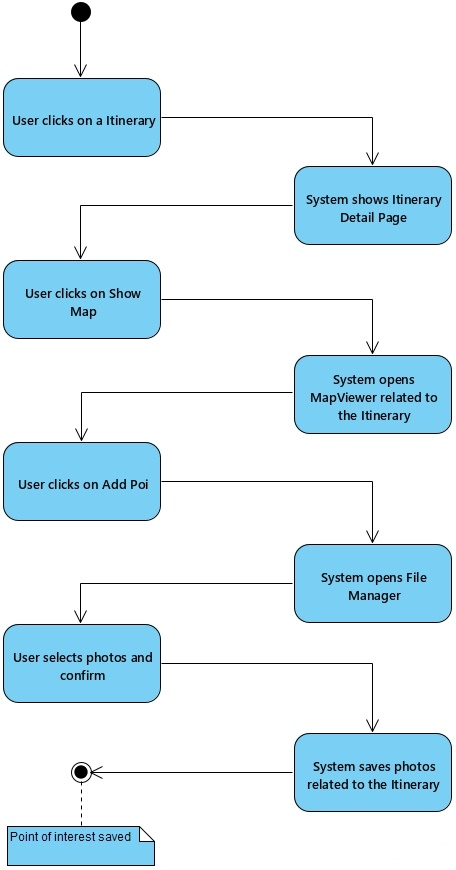 User clicks on a Itinerary
System shows Itinerary
Detail Page
User clicks on Show
Map
System opens
MapViewer related to
the Itinerary
User clicks on Add Poi
System opens File
Manager
User selects photos and
confirm
System saves photos
related to the Itinerary
Point of interest saved